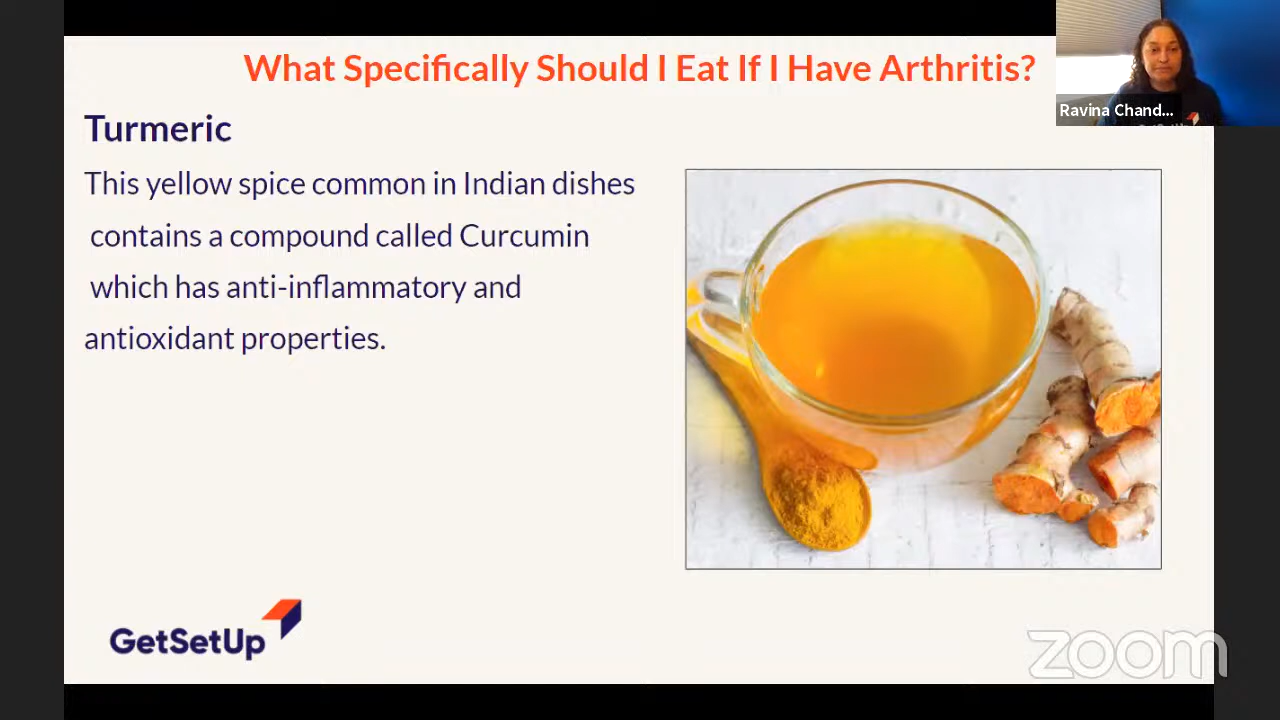 What Specifically Should I Eat If I Have Arthritis?
Ravina Chand...
Turmeric
This yellow spice common in Indian dishes
contains a compound called Curcumin
which has anti-inflammatory and
antioxidant properties.
GetSetUp
zoom